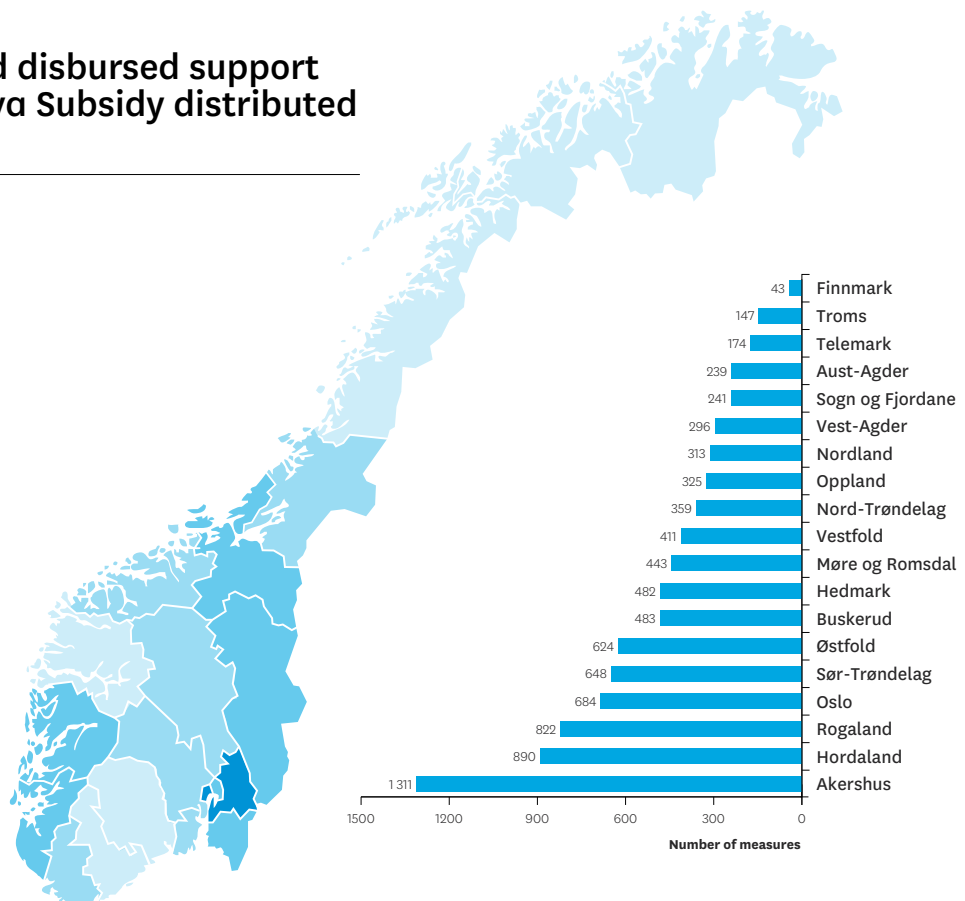 d disbursed support
va Subsidy distributed
43 Finnmark
147 Troms
174 Telemark
239 Aust-Agder
241 Sogn og Fjordane
296 Vest-Agder
313 Nordland
325 Oppland
359 Nord-Trøndelag
411 Vestfold
443 Møre og Romsdal
482 Hedmark
483 Buskerud
624 Østfold
648 Sør-Trøndelag
684 Oslo
822 Rogaland
890 Hordaland
1 311 Akershus
1500 1200 900 600 300 0
Number of measures